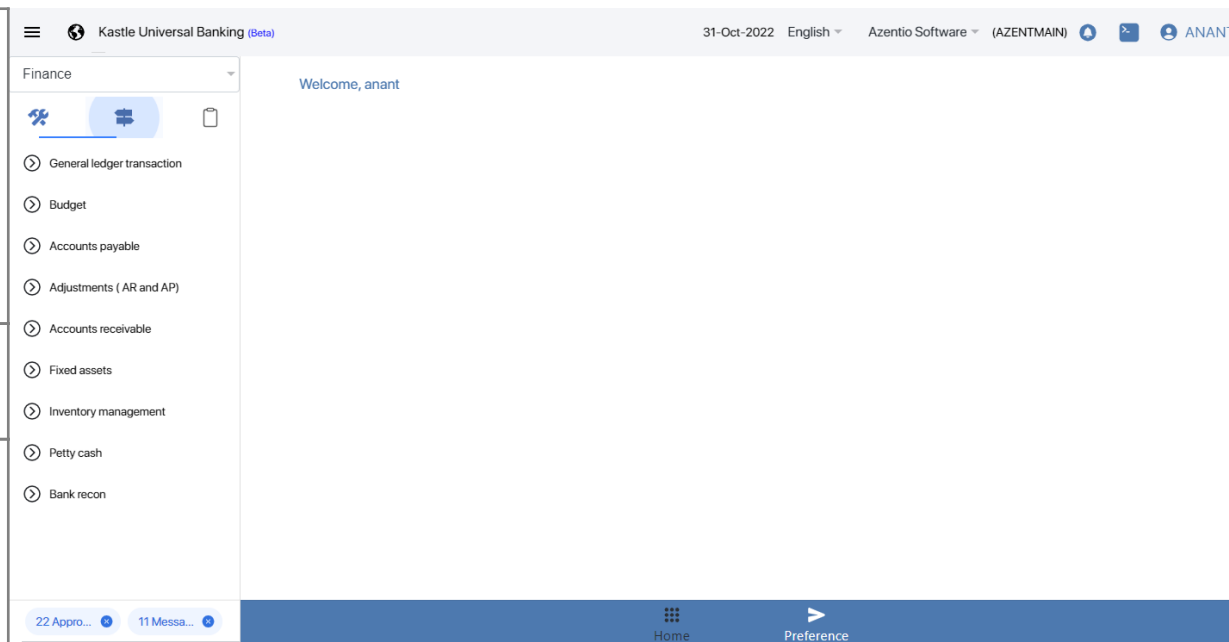 Kastle Universal Banking (Beta)
31-Oct-2022 English Azentio Software (AZENTMAIN) ANANT
Finance
Welcome, anant
General ledger transaction
Budget
Accounts payable
Adjustments ( AR and AP)
Accounts receivable
Fixed assets
Inventory management
Petty cash
Bank recon
22 Appro... 11 Messa...
Home Preference